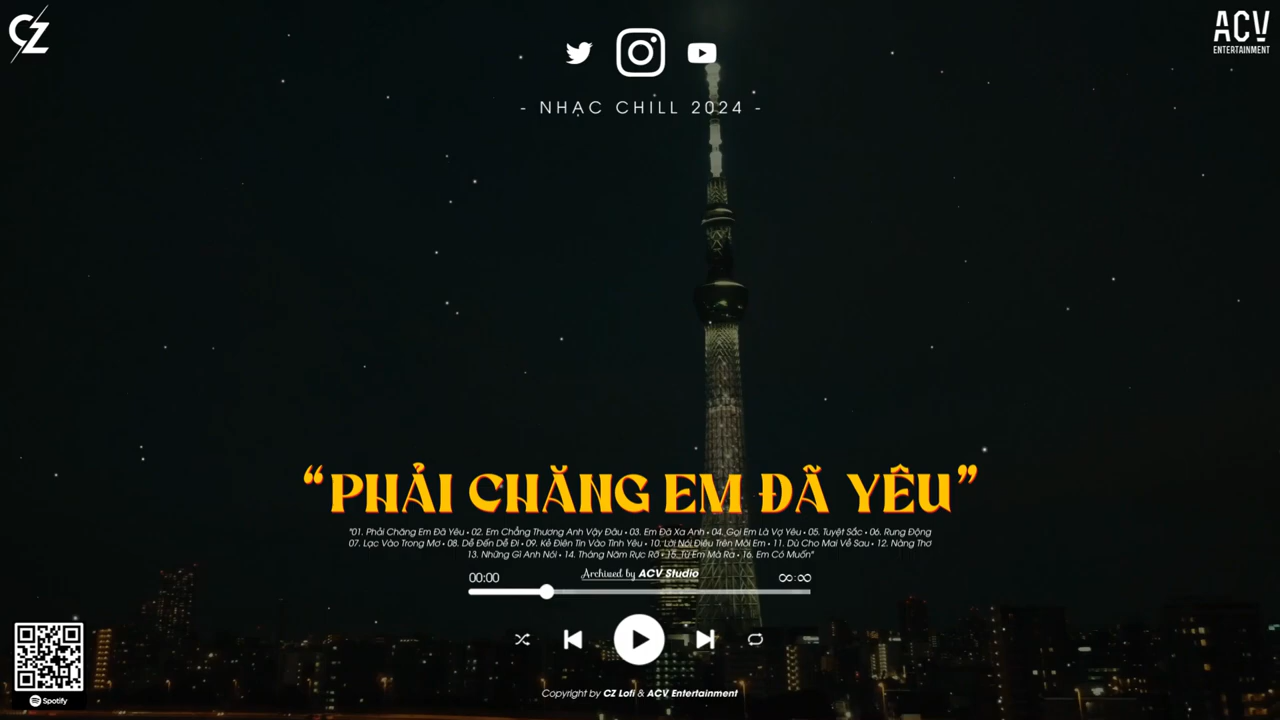 CZ
ACV
ENTERTAINMENT
- NHẠC CHILL 2024 -
“PHẢI CHĂNG EM ĐÃ YÊU”
"01. Phải Chăng Em Đã Yêu • 02. Em Chẳng Thương Anh Vậy Đâu • 03. Em Đã Xa Anh • 04. Gọi Em Là Vợ Yêu • 05. Tuyệt Sắc • 06. Rung Động
07. Lạc Vào Trong Mơ • 08. Dễ Đến Dễ Đi • 09. Kẻ Điên Tin Vào Tình Yêu • 10. Lời Nói Điêu Trên Môi Em • 11. Dù Cho Mai Về Sau • 12. Nàng Thơ
13. Những Gì Anh Nói • 14. Tháng Năm Rực Rỡ • 15. Từ Em Mà Ra • 16. Em Có Muốn"
Archived by ACV Studio
00:00
∞:∞
Spotify
Copyright by CZ Lofi & ACV Entertainment